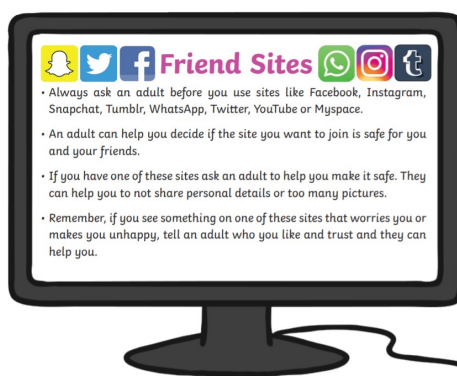 Friend Sites
• Always ask an adult before you use sites like Facebook, Instagram,
Snapchat, Tumblr, WhatsApp, Twitter, YouTube or Myspace.
• An adult can help you decide if the site you want to join is safe for you
and your friends.
• If you have one of these sites ask an adult to help you make it safe. They
can help you to not share personal details or too many pictures.
• Remember, if you see something on one of these sites that worries you or
makes you unhappy, tell an adult who you like and trust and they can
help you.